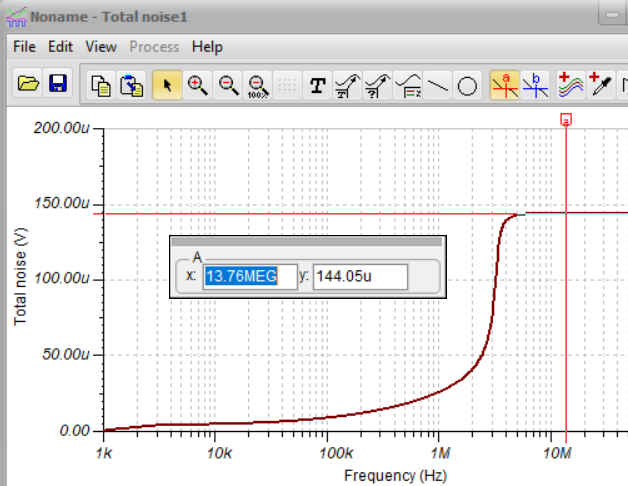 Noname - Total noise1
File Edit View Process Help
100%
T
a
b
a
200.00u
150.00u
100.00u
50.00u
0.00
Total noise (V)
A
x: 13.76MEG y: 144.05u
1k 10k 100k 1M 10M
Frequency (Hz)